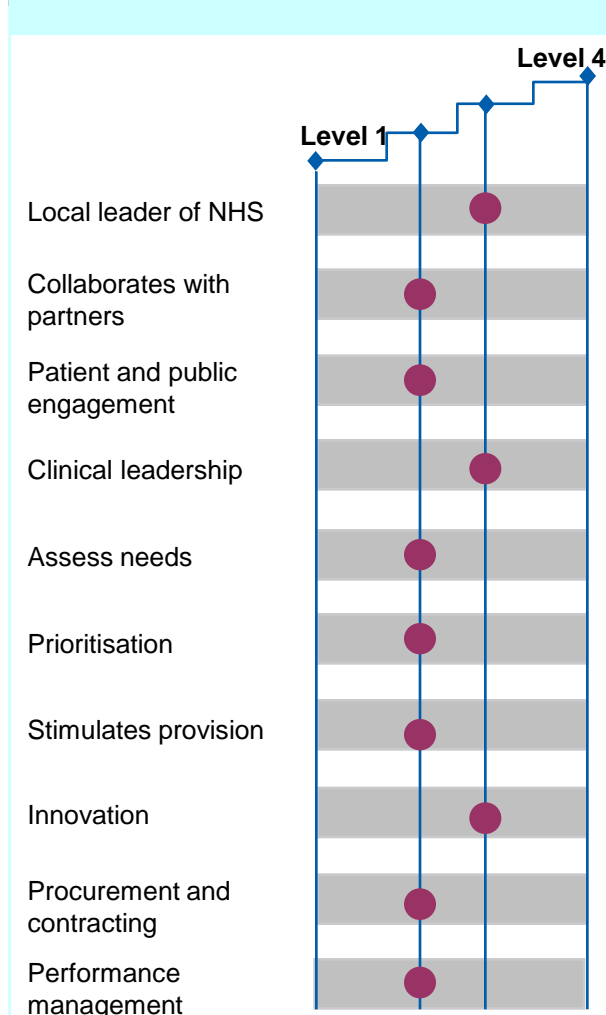 Level 4
Level 1
Local leader of NHS
Collaborates with
partners
Patient and public
engagement
Clinical leadership
Assess needs
Prioritisation
Stimulates provision
Innovation
Procurement and
contracting
Performance
management